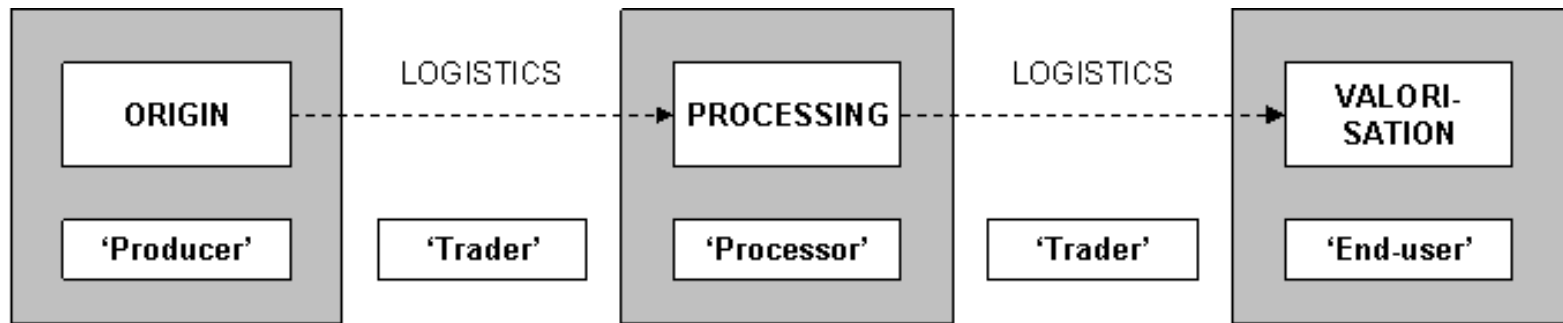 LOGISTICS
LOGISTICS
ORIGIN
PROCESSING
VALORI-
SATION
‘Producer’
‘Trader’
‘Processor’
‘Trader’
‘End-user’